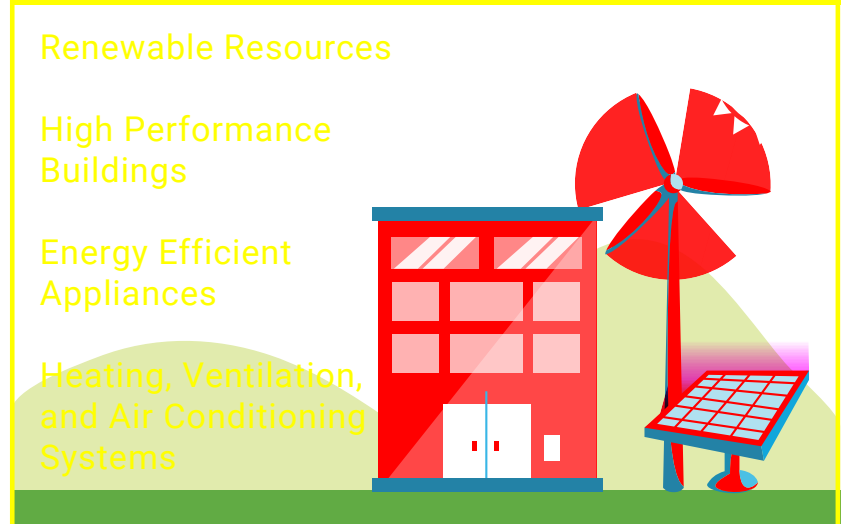 Renewable Resources
High Performance
Buildings
Energy Efficient
Appliances
Heating, Ventilation,
and Air Conditioning
Systems